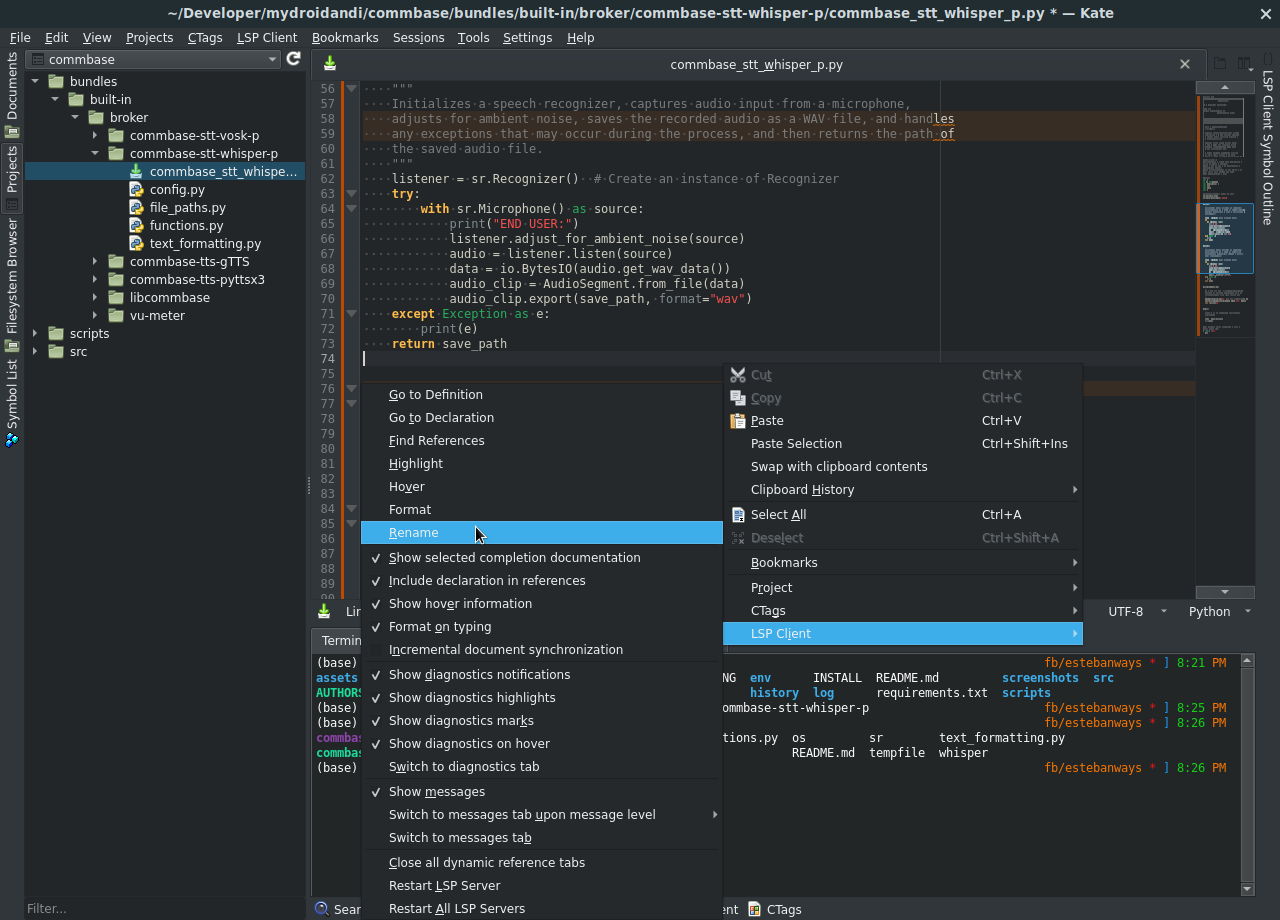 ~/Developer/mydroidandi/commbase/bundles/built-in/broker/commbase-stt-whisper-p/commbase_stt_whisper_p.py * — Kate
File Edit View Projects CTags LSP Client Bookmarks Sessions Tools Settings Help
Documents
Projects
Filesystem Browser
Symbol List
commbase
bundles
built-in
broker
commbase-stt-vosk-p
commbase-stt-whisper-p
commbase_stt_whispe...
config.py
file_paths.py
functions.py
text_formatting.py
commbase-tts-gTTS
commbase-tts-pyttsx3
libcommbase
vu-meter
scripts
src
Filter...
commbase_stt_whisper_p.py
LSP Client Symbol Outline
56 """
57 Initializes a speech recognizer, captures audio input from a microphone,
58 adjusts for ambient noise, saves the recorded audio as a WAV file, and handles
59 any exceptions that may occur during the process, and then returns the path of
60 the saved audio file.
61 """
62 listener = sr.Recognizer() # Create an instance of Recognizer
63 try:
64 with sr.Microphone() as source:
65 print("END USER:")
66 listener.adjust_for_ambient_noise(source)
67 audio = listener.listen(source)
68 data = io.BytesIO(audio.get_wav_data())
69 audio_clip = AudioSegment.from_file(data)
70 audio_clip.export(save_path, format="wav")
71 except Exception as e:
72 print(e)
73 return save_path
74
75
76
77
78
79
80
81
82
83
84
85
86
87
88
89
90
Go to Definition
Go to Declaration
Find References
Highlight
Hover
Format
Rename
✓ Show selected completion documentation
✓ Include declaration in references
✓ Show hover information
✓ Format on typing
Incremental document synchronization
✓ Show diagnostics notifications
✓ Show diagnostics highlights
✓ Show diagnostics marks
✓ Show diagnostics on hover
Switch to diagnostics tab
✓ Show messages
Switch to messages tab upon message level
Switch to messages tab
Close all dynamic reference tabs
Restart LSP Server
Restart All LSP Servers
Cut Ctrl+X
Copy Ctrl+C
Paste Ctrl+V
Paste Selection Ctrl+Shift+Ins
Swap with clipboard contents
Clipboard History
Select All Ctrl+A
Deselect Ctrl+Shift+A
Bookmarks
Project
CTags
LSP Client
Lin
UTF-8 Python
Termin
(base) fb/estebanways * ] 8:21 PM
assets NG env INSTALL README.md screenshots src
AUTHORS history log requirements.txt scripts
(base) ommbase-stt-whisper-p fb/estebanways * ] 8:25 PM
(base) fb/estebanways * ] 8:26 PM
commbas tions.py os sr text_formatting.py
commbas README.md tempfile whisper
(base) fb/estebanways * ] 8:26 PM
Sear ent CTags